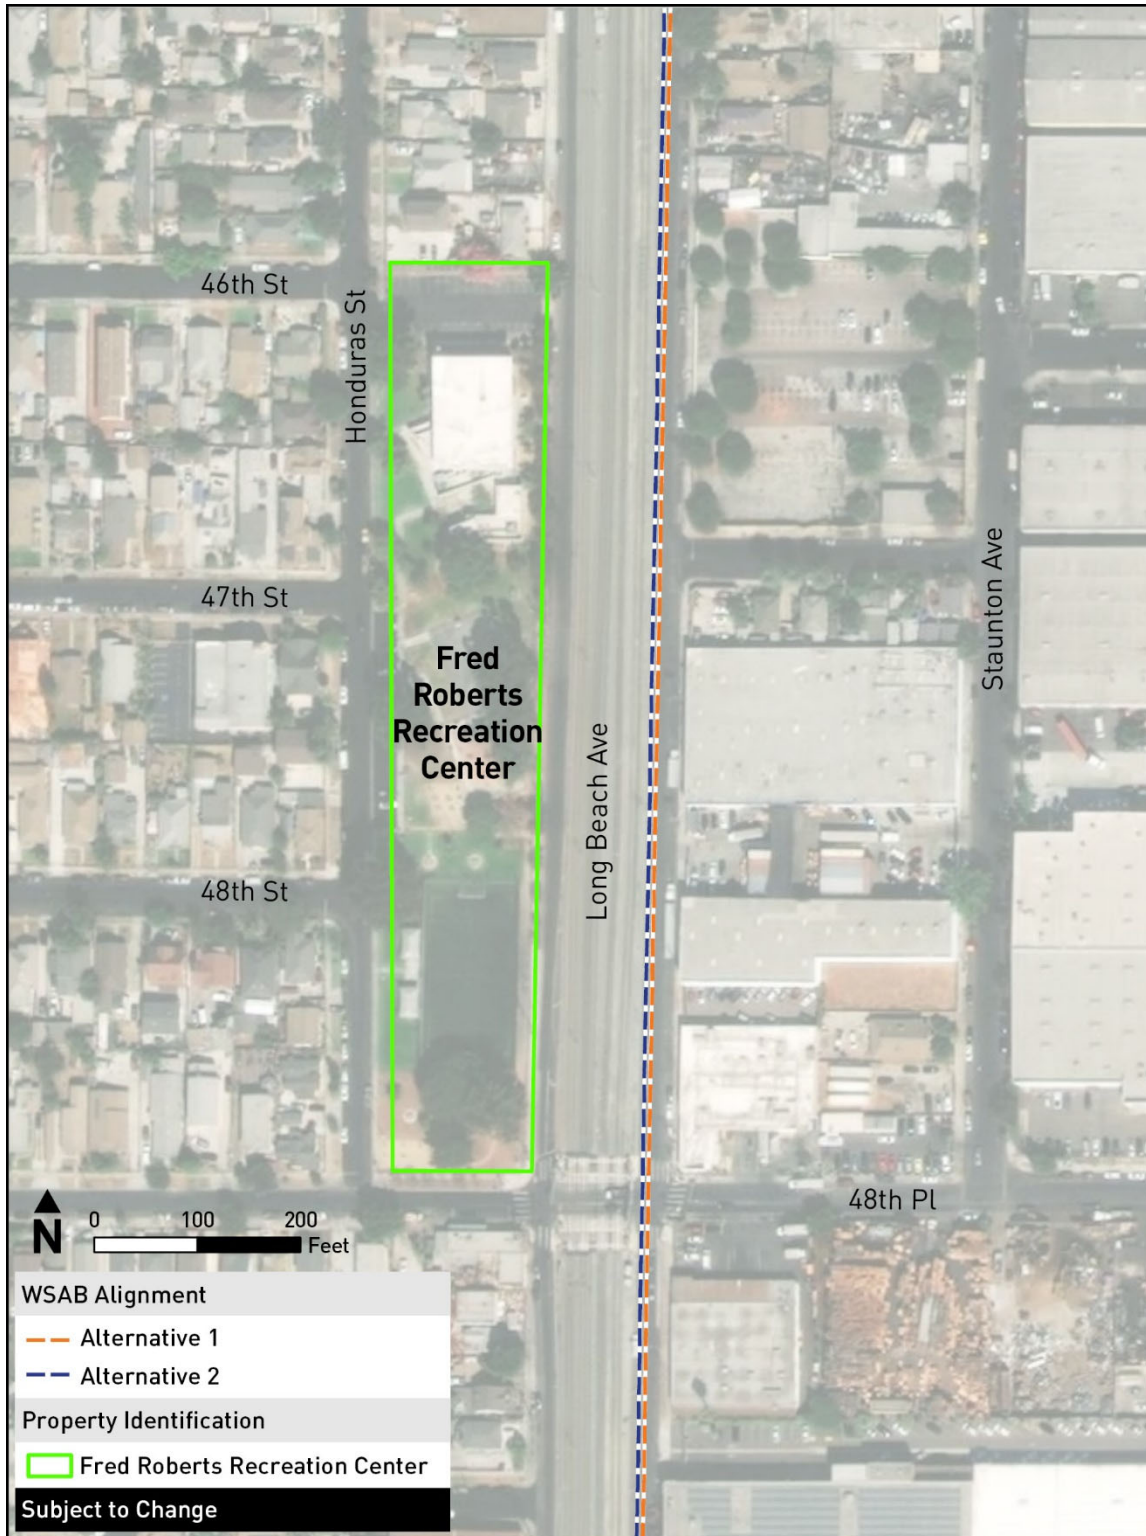 46th St
Honduras St
47th St
Staunton Ave
Fred
Roberts
Recreation
Center
Long Beach Ave
48th St
48th Pl
N
0 100 200
Feet
WSAB Alignment
Alternative 1
Alternative 2
Property Identification
Fred Roberts Recreation Center
Subject to Change